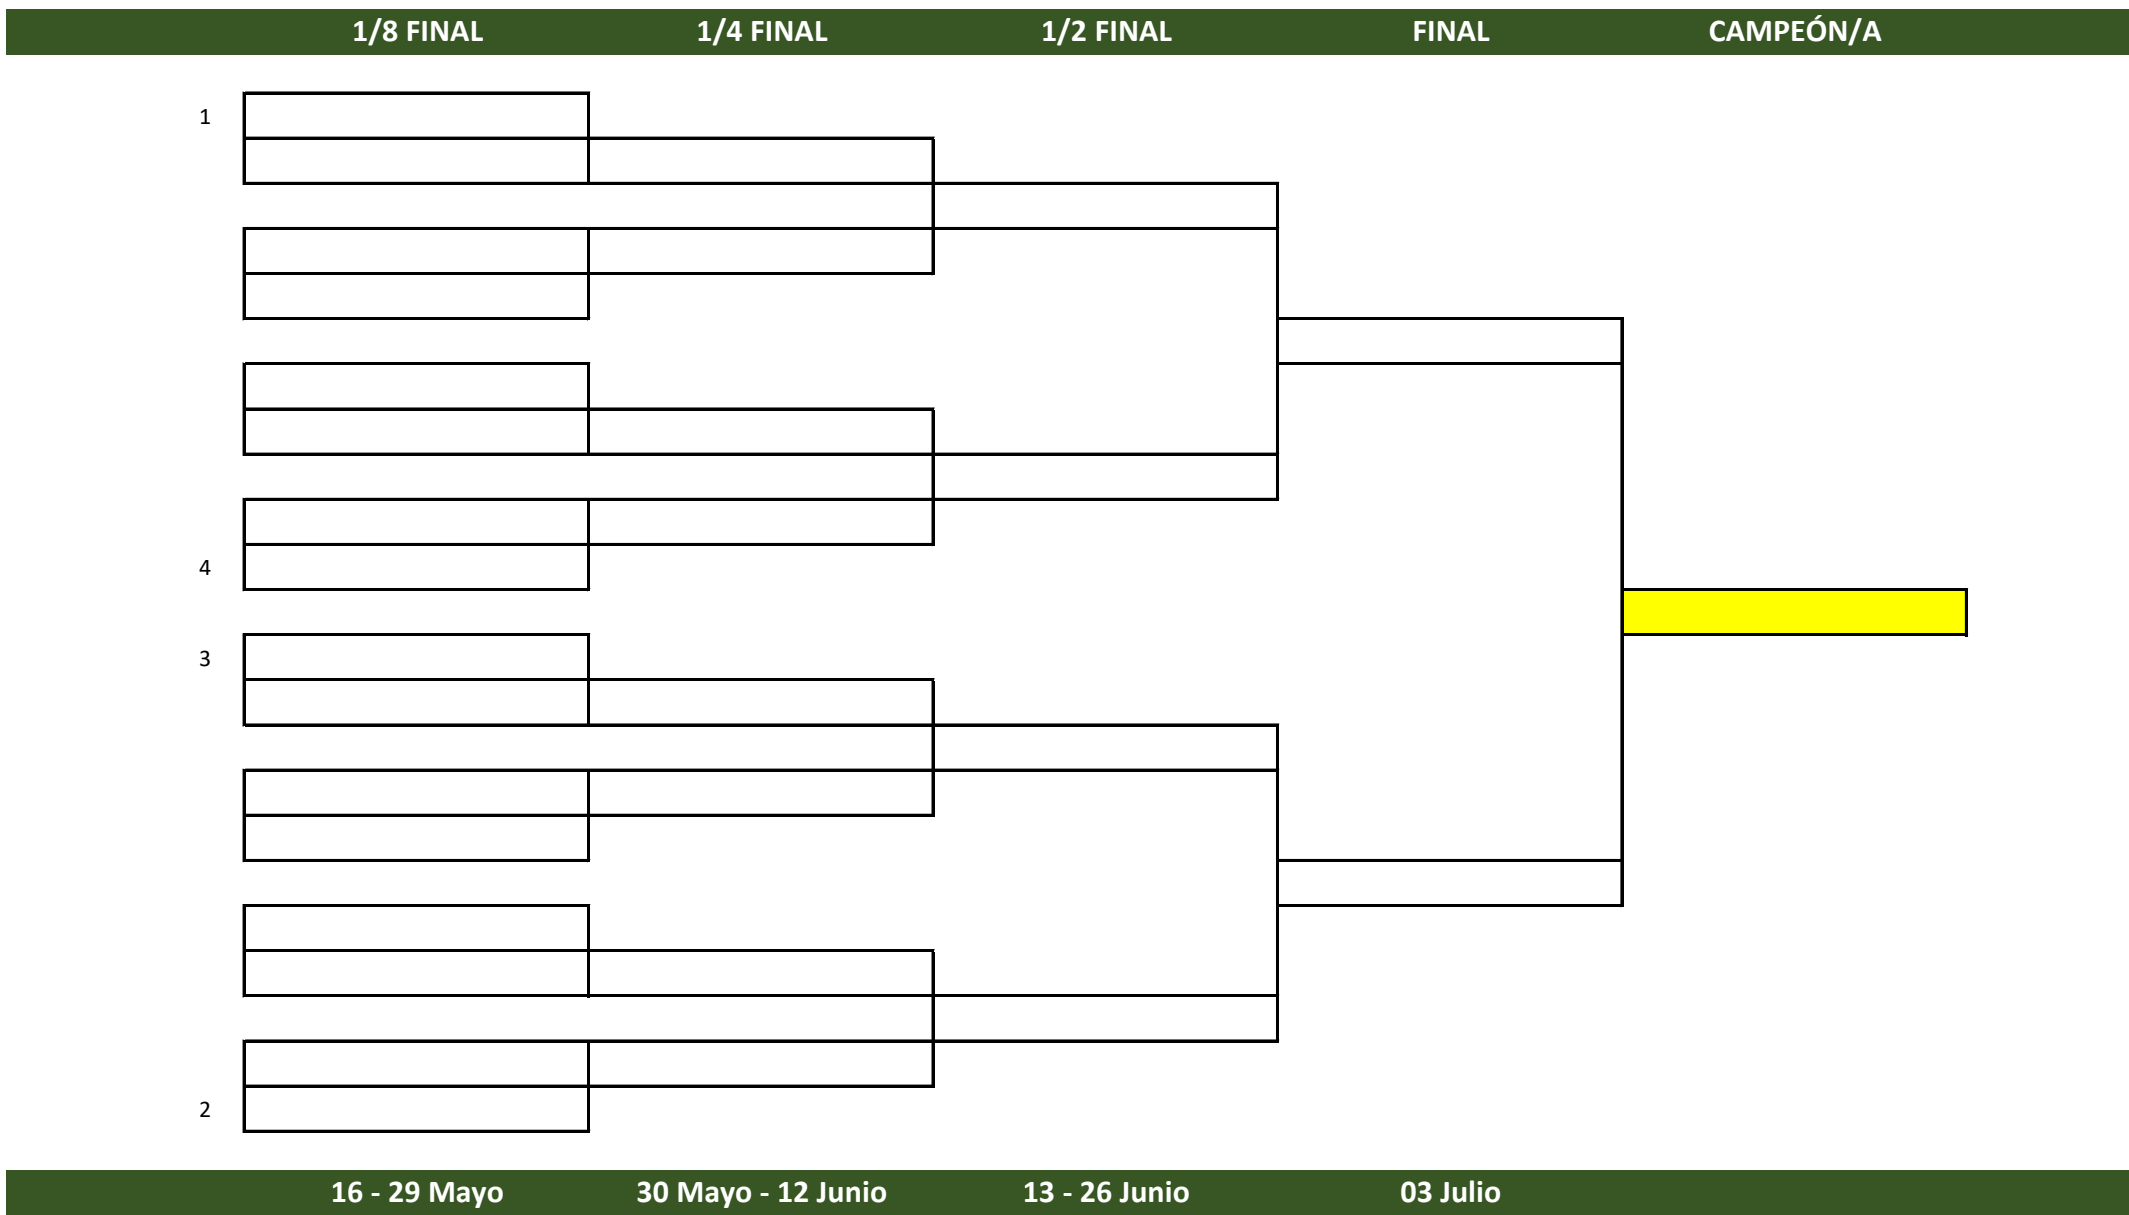 1/8 FINAL 1/4 FINAL 1/2 FINAL FINAL CAMPEÓN/A
1
4
3
2
16 - 29 Mayo 30 Mayo - 12 Junio 13 - 26 Junio 03 Julio